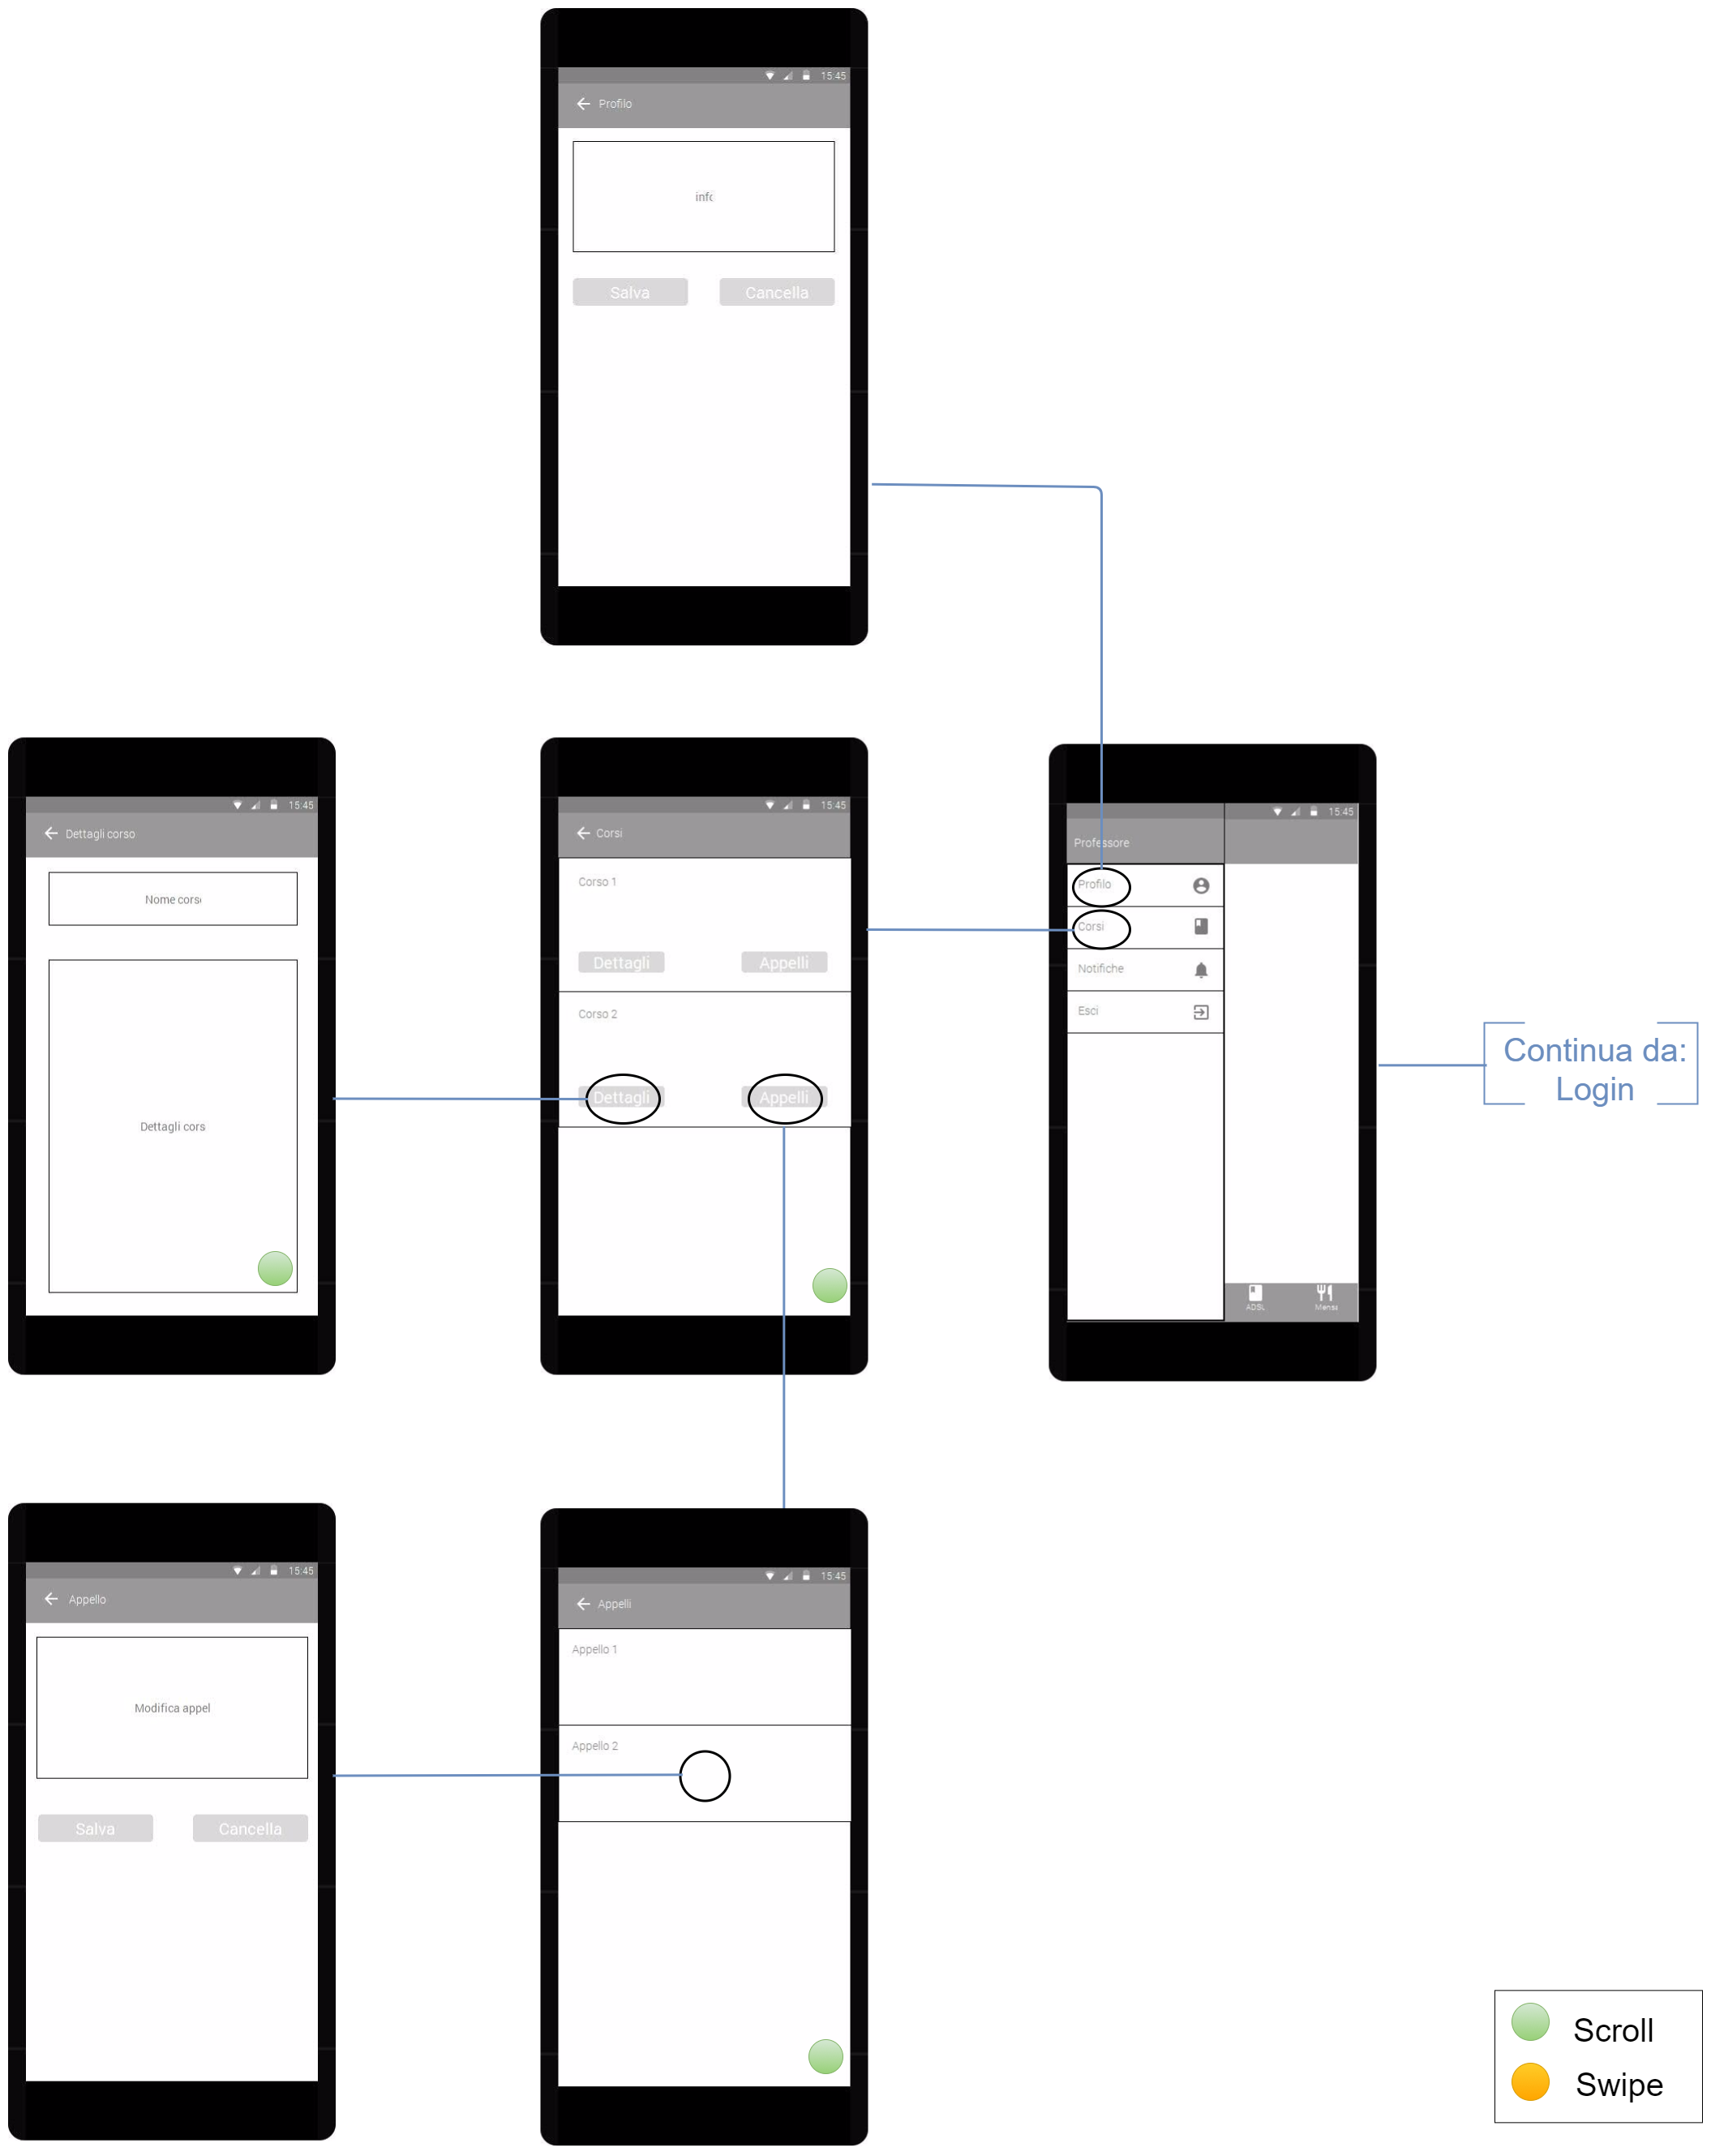 15:45
Profilo
info
Salva
Cancella
15:45
Dettagli corso
Nome corso
Dettagli cors
15:45
Corsi
Corso 1
Dettagli
Appelli
Corso 2
Dettagli
Appelli
15:45
Professore
Profilo
Corsi
Notifiche
Esci
ADSL
Mensa
Continua da:
Login
15:45
Appello
Modifica appel
Salva
Cancella
15:45
Appelli
Appello 1
Appello 2
Scroll
Swipe